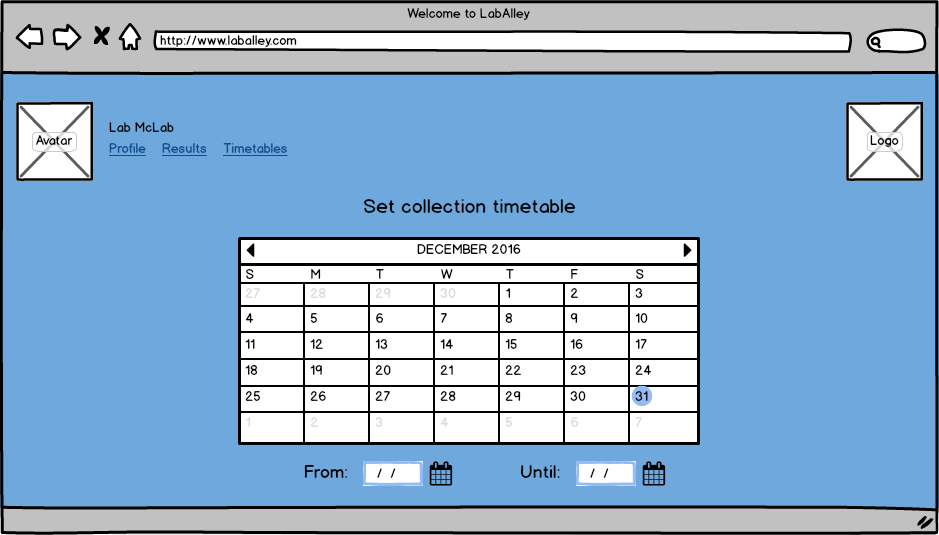 Welcome to LabAlley
http://www.laballey.com
Avatar
Lab McLab
Profile Results Timetables
Logo
Set collection timetable
DECEMBER 2016
S M T W T F S
27 28 29 30 1 2 3
4 5 6 7 8 9 10
11 12 13 14 15 16 17
18 19 20 21 22 23 24
25 26 27 28 29 30 31
1 2 3 4 5 6 7
From: / / Until: / /